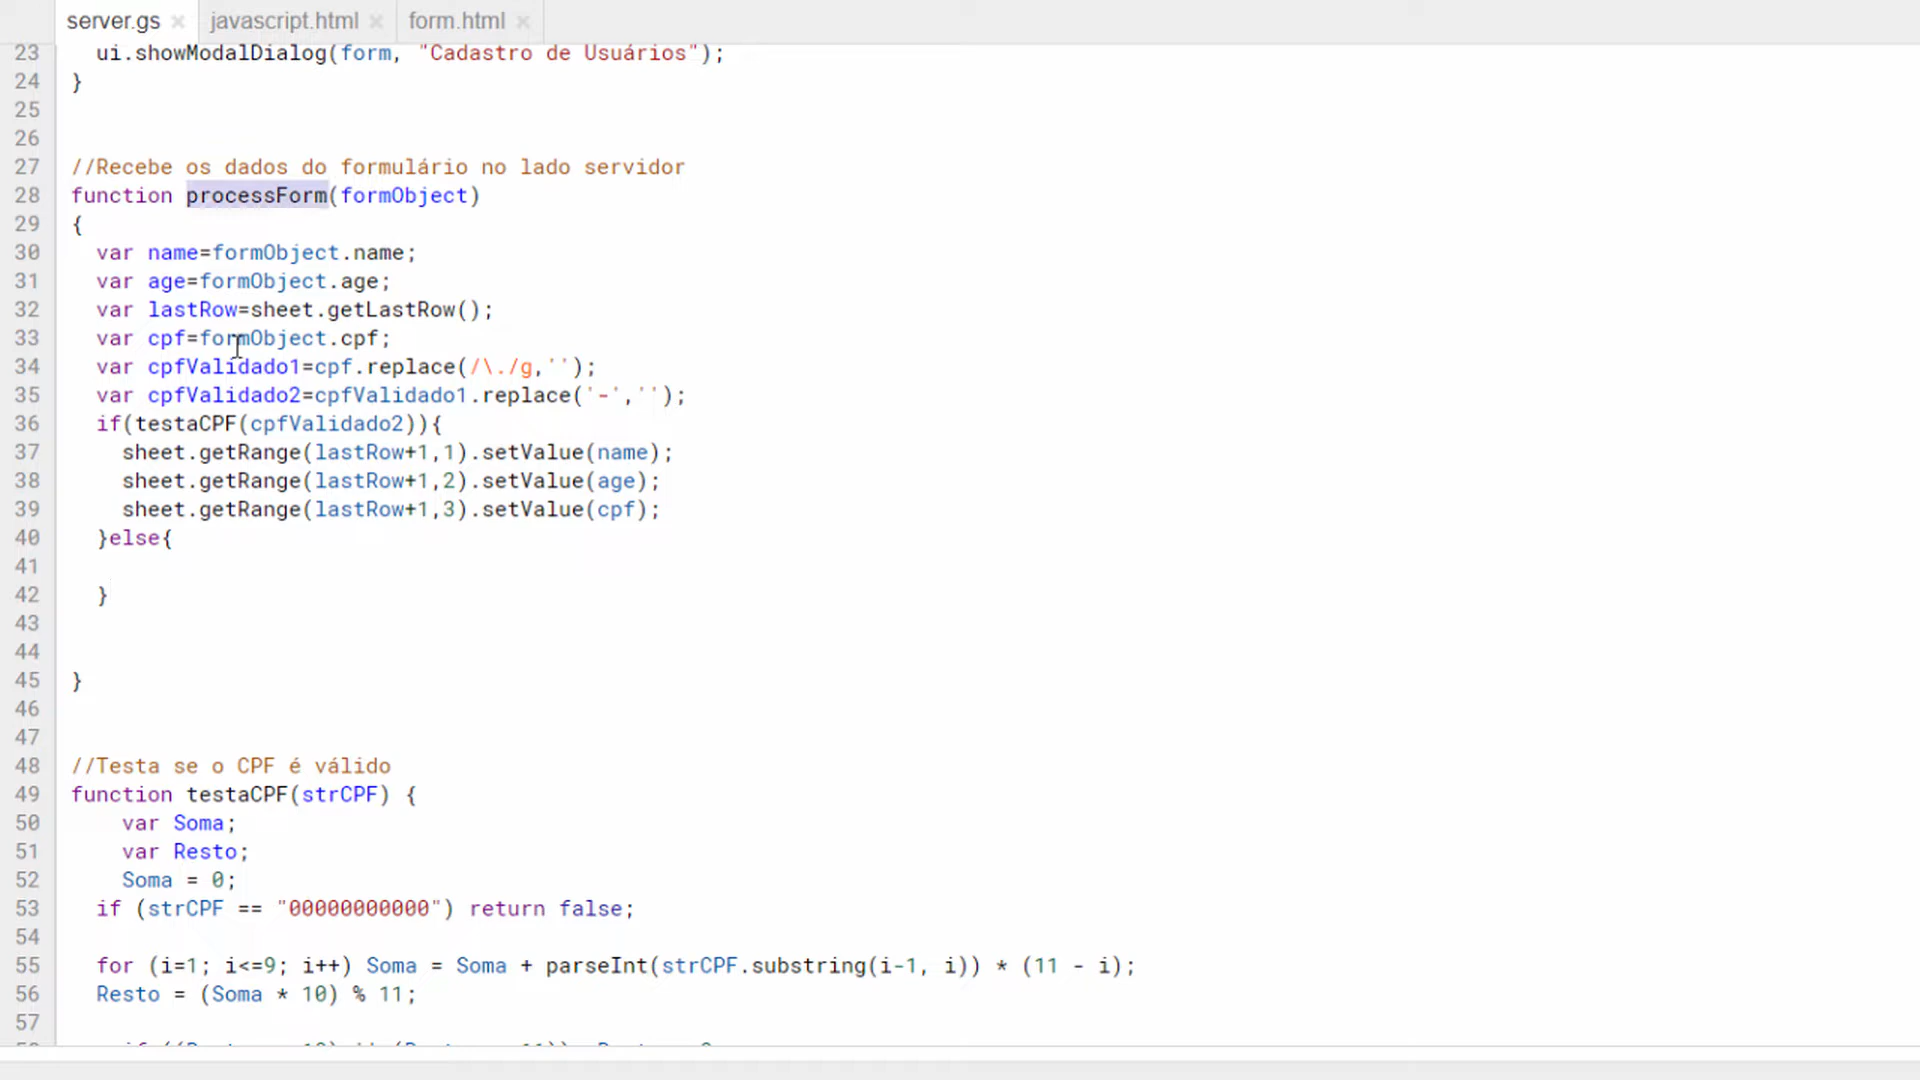 server.gs × javascript.html × form.html ×
23 ui.showModalDialog(form, "Cadastro de Usuários");
24 }
25
26
27 //Recebe os dados do formulário no lado servidor
28 function processForm(formObject)
29 {
30 var name=formObject.name;
31 var age=formObject.age;
32 var lastRow=sheet.getLastRow();
33 var cpf=formObject.cpf;
34 var cpfValidado1=cpf.replace(/\./g,'');
35 var cpfValidado2=cpfValidado1.replace('-','');
36 if(testaCPF(cpfValidado2)){
37 sheet.getRange(lastRow+1,1).setValue(name);
38 sheet.getRange(lastRow+1,2).setValue(age);
39 sheet.getRange(lastRow+1,3).setValue(cpf);
40 }else{
41
42 }
43
44
45 }
46
47
48 //Testa se o CPF é válido
49 function testaCPF(strCPF) {
50 var Soma;
51 var Resto;
52 Soma = 0;
53 if (strCPF == "00000000000") return false;
54
55 for (i=1; i<=9; i++) Soma = Soma + parseInt(strCPF.substring(i-1, i)) * (11 - i);
56 Resto = (Soma * 10) % 11;
57